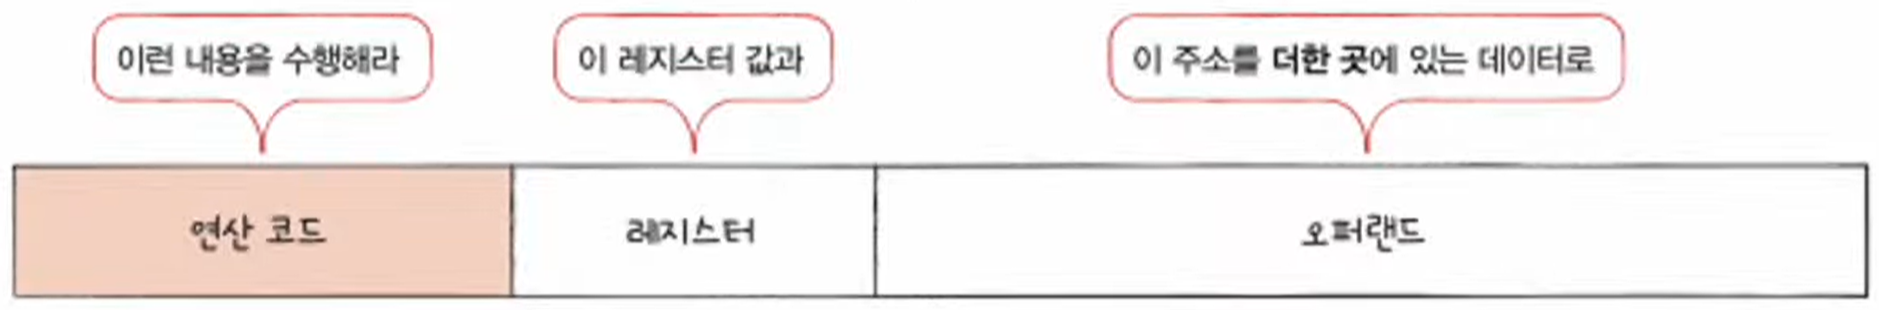 이런 내용을 수행해라
이 레지스터 값과
이 주소를 더한 곳에 있는 데이터로
연산 코드
레지스터
오퍼랜드